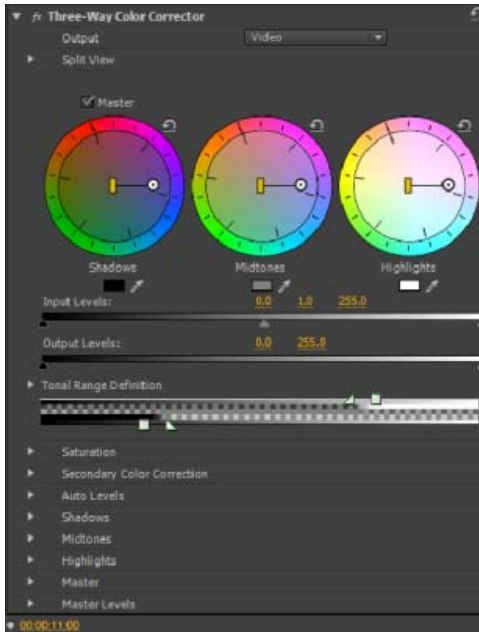 fx Three-Way Color Corrector
Output Video
Split View
Master
Shadows Midtones Highlights
Input Levels: 0.0 1.0 255.0
Output Levels: 0.0 255.0
Tonal Range Definition
Saturation
Secondary Color Correction
Auto Levels
Shadows
Midtones
Highlights
Master
Master Levels
00:00:11:00